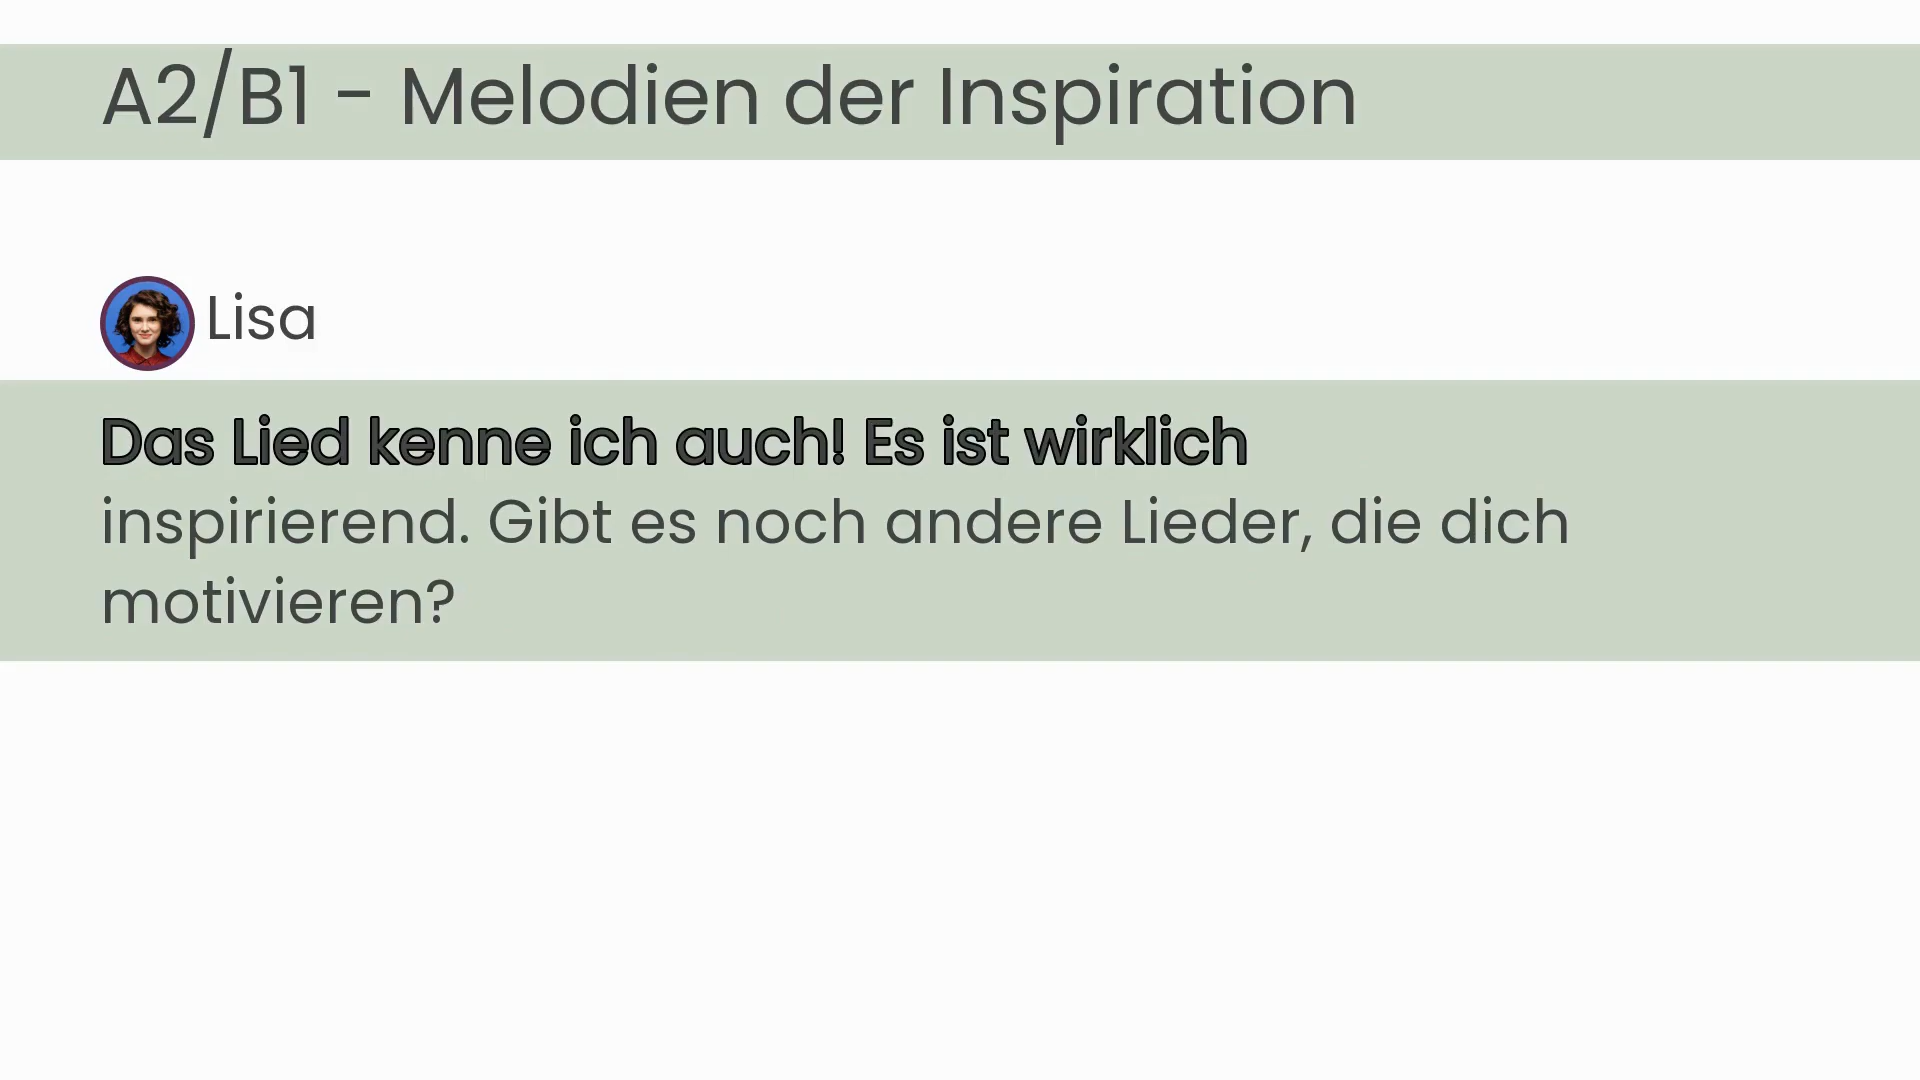 A2/B1 - Melodien der Inspiration
Lisa
Das Lied kenne ich auch! Es ist wirklich
inspirierend. Gibt es noch andere Lieder, die dich
motivieren?